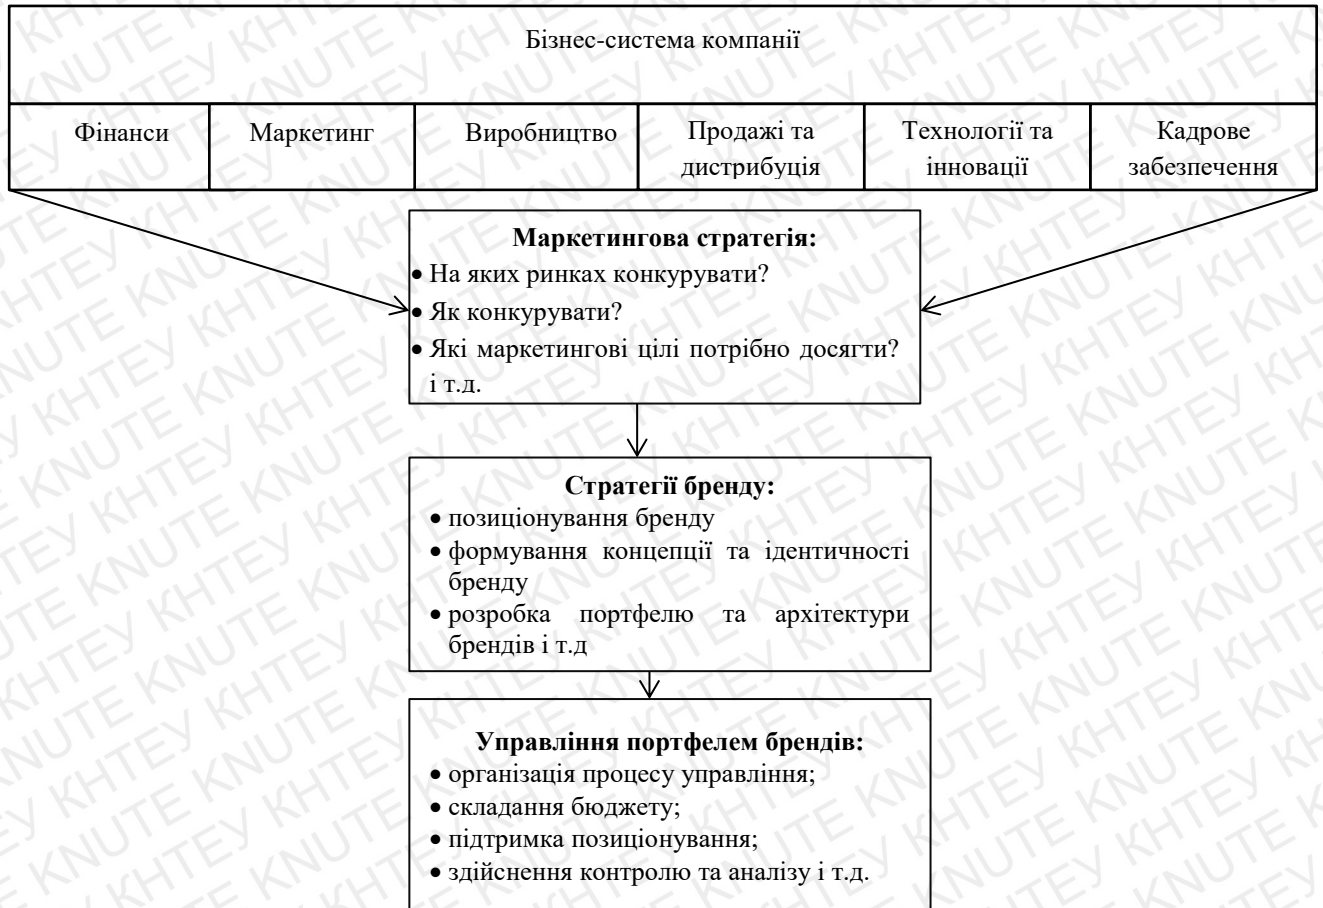 Бізнес-система компанії
Фінанси
Маркетинг
Виробництво
Продажі та
дистрибуція
Технології та
інновації
Кадрове
забезпечення
Маркетингова стратегія:
• На яких ринках конкурувати?
• Як конкурувати?
• Які маркетингові цілі потрібно досягти?
і т.д.
Стратегії бренду:
• позиціонування бренду
• формування концепції та ідентичності
бренду
• розробка портфелю та архітектури
брендів і т.д
Управління портфелем брендів:
• організація процесу управління;
• складання бюджету;
• підтримка позиціонування;
• здійснення контролю та аналізу і т.д.